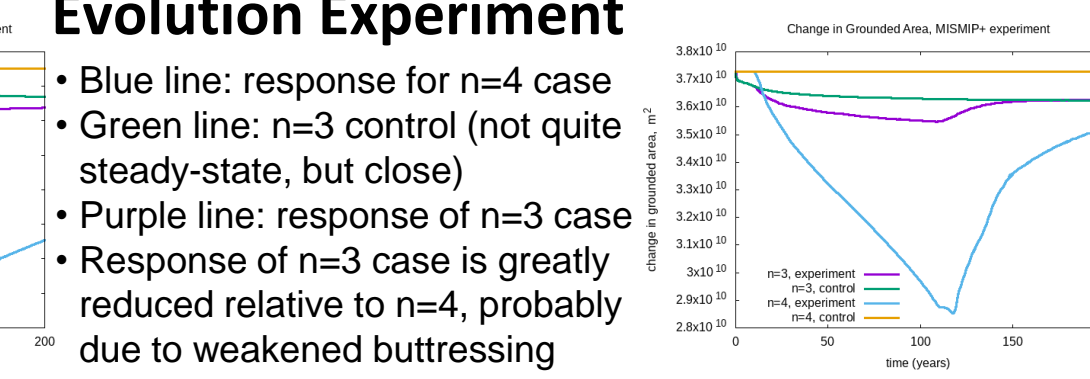 ent
200
Evolution Experiment
• Blue line: response for n=4 case
• Green line: n=3 control (not quite
steady-state, but close)
• Purple line: response of n=3 case
• Response of n=3 case is greatly
reduced relative to n=4, probably
due to weakened buttressing
Change in Grounded Area, MISMIP+ experiment
3.8x10 10
3.7x10 10
3.6x10 10
3.5x10 10
3.4x10 10
3.3x10 10
3.2x10 10
3.1x10 10
3x10 10
2.9x10 10
2.8x10 10
change in grounded area, m2
n=3, experiment
n=3, control
n=4, experiment
n=4, control
0 50 100 150
time (years)